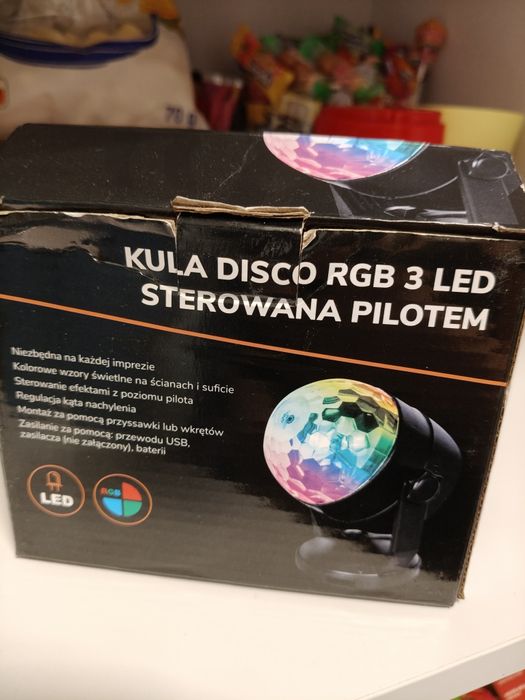 70 g
KULA DISCO RGB 3 LED
STEROWANA PILOTEM
Niezbędna na każdej imprezie
Kolorowe wzory świetlne na ścianach i suficie
Sterowanie efektami z poziomu pilota
Regulacja kąta nachylenia
Montaż za pomocą przyssawki lub wkrętów
Zasilanie za pomocą: przewodu USB,
zasilacza (nie załączony), baterii
LED
RGB